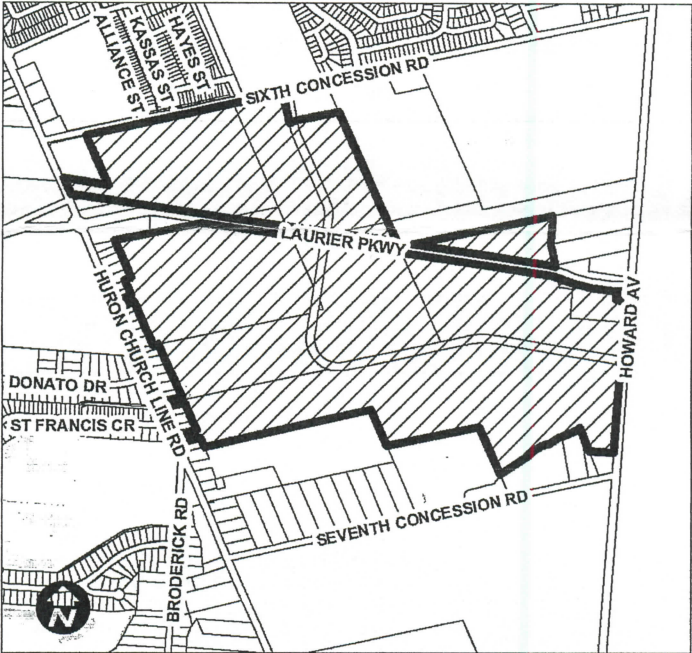 ALLIANCE ST
KASSAS ST
HAYES ST
SIXTH CONCESSION RD
LAURIER PKWY
HOWARD AV
HURON CHURCH LINE RD
DONATO DR
ST FRANCIS CR
BRODERICK RD
SEVENTH CONCESSION RD
N